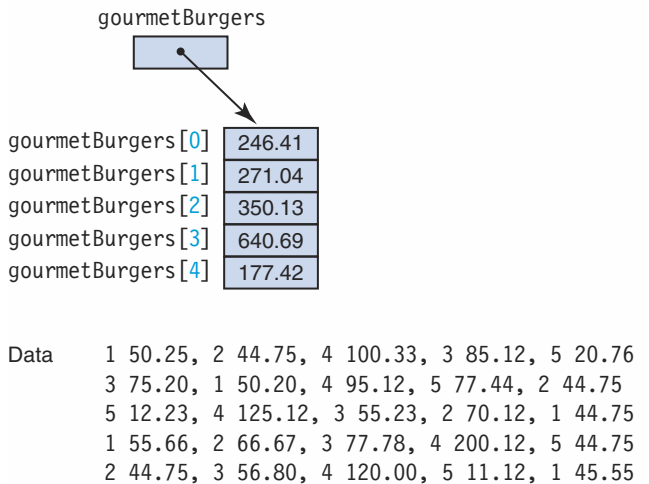 gourmetBurgers
gourmetBurgers[0] 246.41
gourmetBurgers[1] 271.04
gourmetBurgers[2] 350.13
gourmetBurgers[3] 640.69
gourmetBurgers[4] 177.42
Data 1 50.25, 2 44.75, 4 100.33, 3 85.12, 5 20.76
3 75.20, 1 50.20, 4 95.12, 5 77.44, 2 44.75
5 12.23, 4 125.12, 3 55.23, 2 70.12, 1 44.75
1 55.66, 2 66.67, 3 77.78, 4 200.12, 5 44.75
2 44.75, 3 56.80, 4 120.00, 5 11.12, 1 45.55